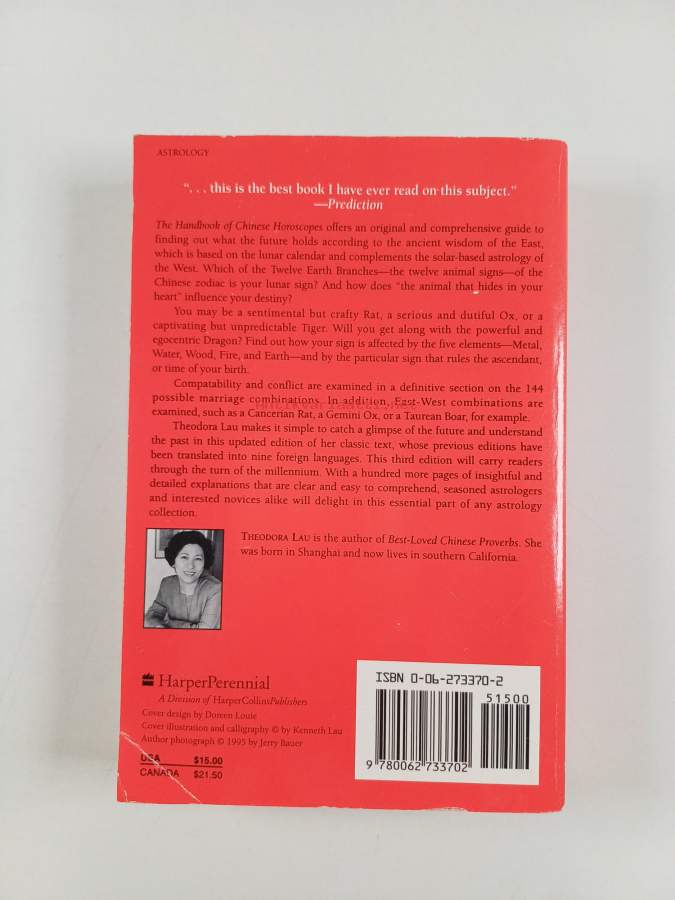 ASTROLOGY
“. . . this is the best book I have ever read on this subject.”
—Prediction
The Handbook of Chinese Horoscopes offers an original and comprehensive guide to
finding out what the future holds according to the ancient wisdom of the East,
which is based on the lunar calendar and complements the solar-based astrology of
the West. Which of the Twelve Earth Branches—the twelve animal signs—of the
Chinese zodiac is your lunar sign? And how does “the animal that hides in your
heart” influence your destiny?
You may be a sentimental but crafty Rat, a serious and dutiful Ox, or a
captivating but unpredictable Tiger. Will you get along with the powerful and
egocentric Dragon? Find out how your sign is affected by the five elements—Metal,
Water, Wood, Fire, and Earth—and by the particular sign that rules the ascendant,
or time of your birth.
Compatability and conflict are examined in a definitive section on the 144
possible marriage combinations. In addition, East-West combinations are
examined, such as a Cancerian Rat, a Gemini Ox, or a Taurean Boar, for example.
Theodora Lau makes it simple to catch a glimpse of the future and understand
the past in this updated edition of her classic text, whose previous editions have
been translated into nine foreign languages. This third edition will carry readers
through the turn of the millennium. With a hundred more pages of insightful and
detailed explanations that are clear and easy to comprehend, seasoned astrologers
and interested novices alike will delight in this essential part of any astrology
collection.
THEODORA LAU is the author of Best-Loved Chinese Proverbs. She
was born in Shanghai and now lives in southern California.
HarperPerennial
A Division of HarperCollinsPublishers
Cover design by Doreen Louie
Cover illustration and calligraphy © by Kenneth Lau
Author photograph © 1995 by Jerry Bauer
USA $15.00
CANADA $21.50
ISBN 0-06-273370-2
51500
9 780062 733702